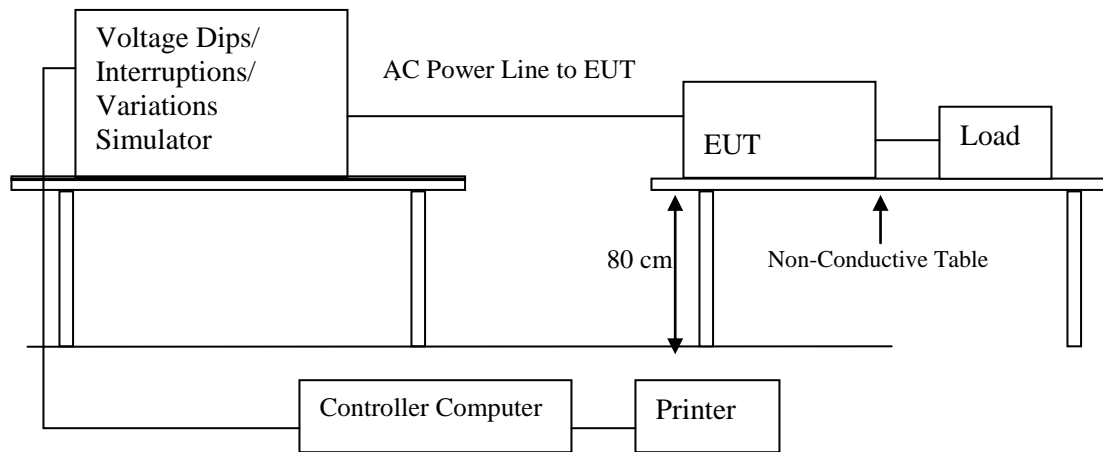 Voltage Dips/
Interruptions/
Variations
Simulator
AC Power Line to EUT
EUT
Load
80 cm
Non-Conductive Table
Controller Computer
Printer